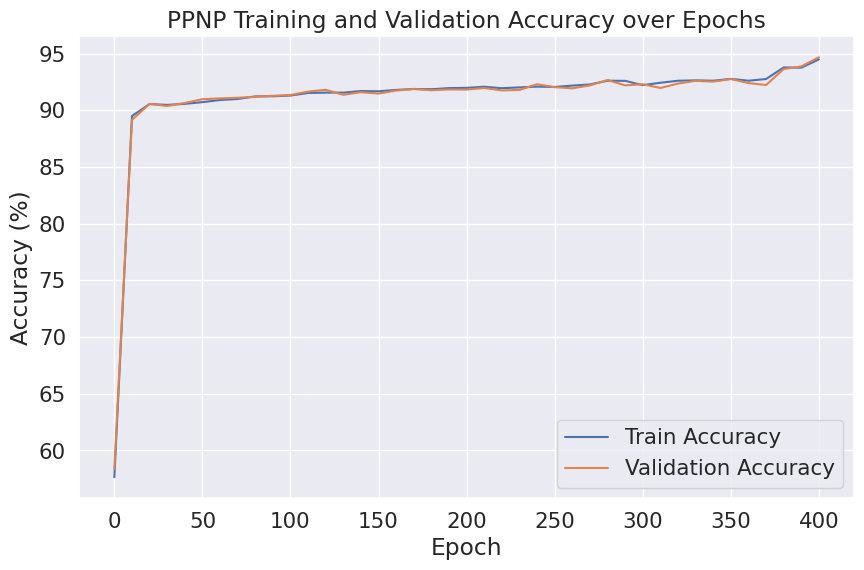 PPNP Training and Validation Accuracy over Epochs
95
90
85
80
75
70
65
60
Accuracy (%)
Train Accuracy
Validation Accuracy
0 50 100 150 200 250 300 350 400
Epoch